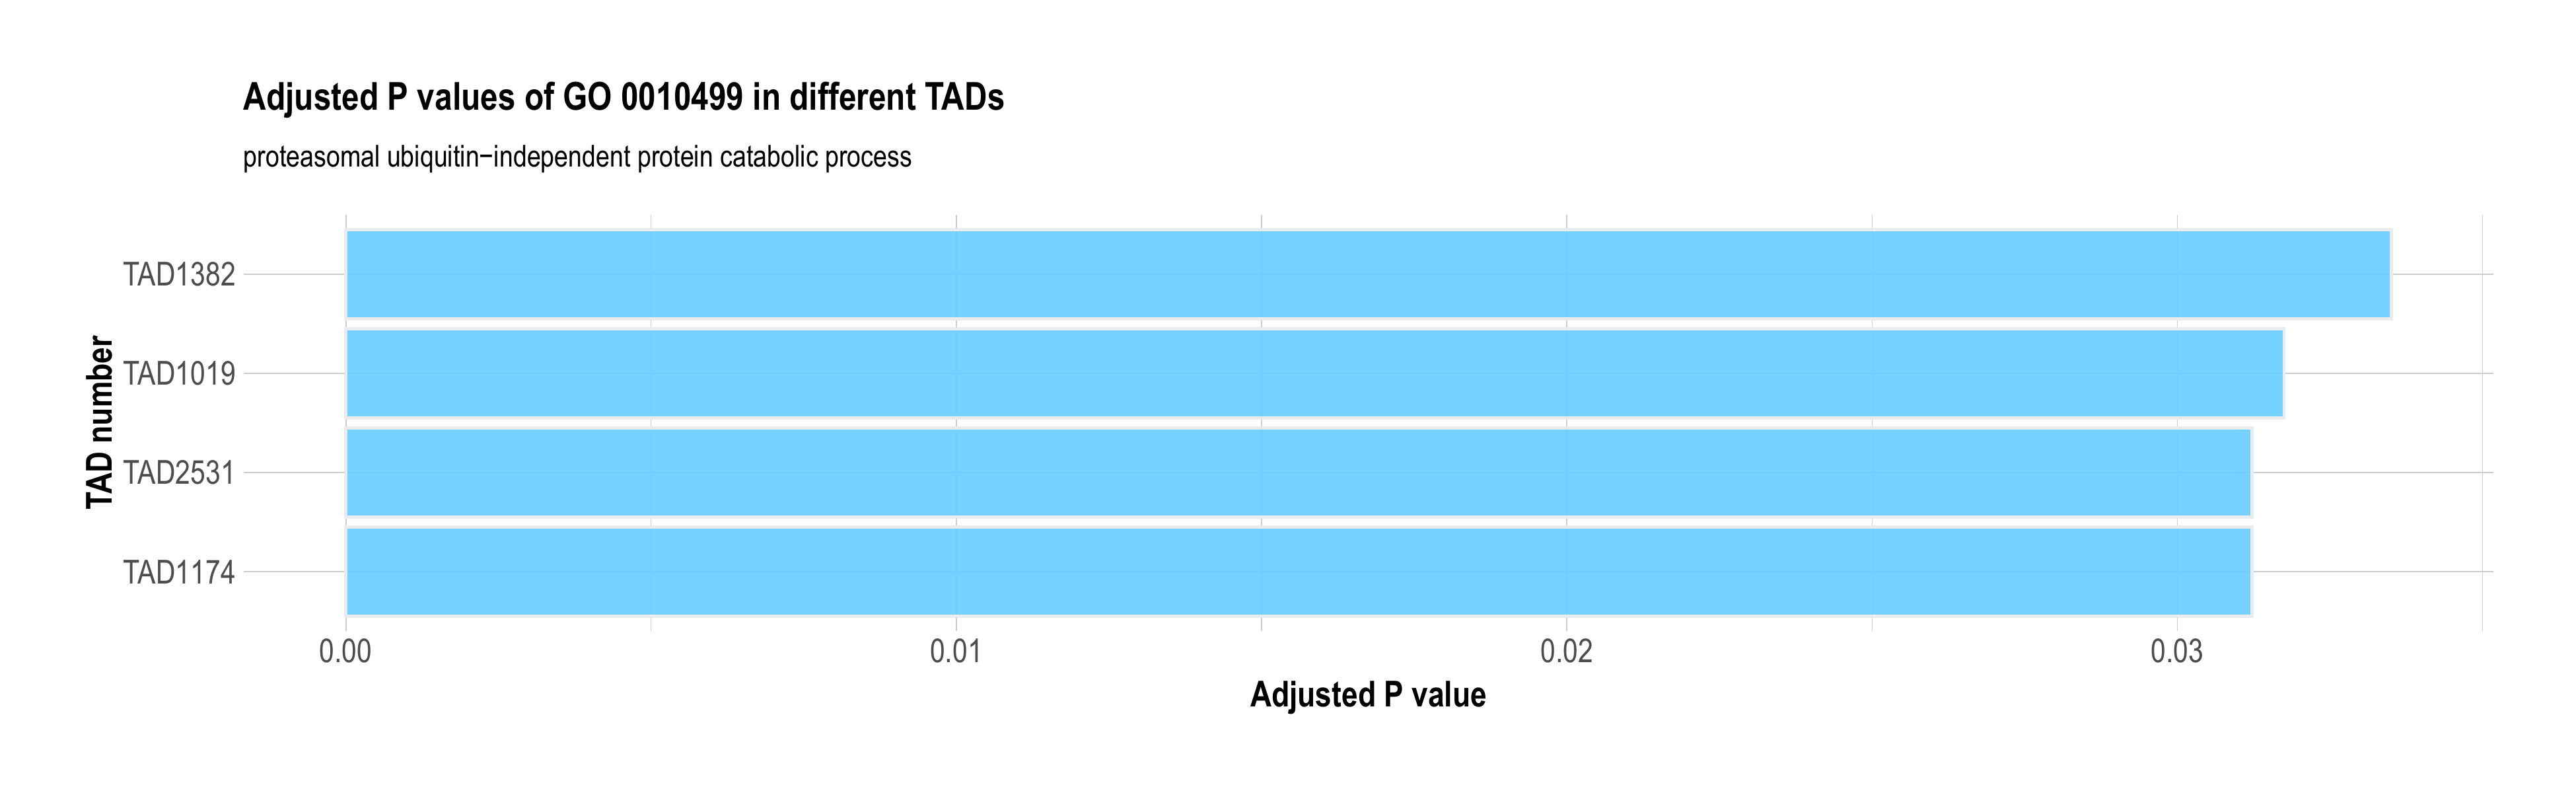 Adjusted P values of GO 0010499 in different TADs
proteasomal ubiquitin−independent protein catabolic process
TAD number
TAD1382
TAD1019
TAD2531
TAD1174
0.00 0.01 0.02 0.03
Adjusted P value